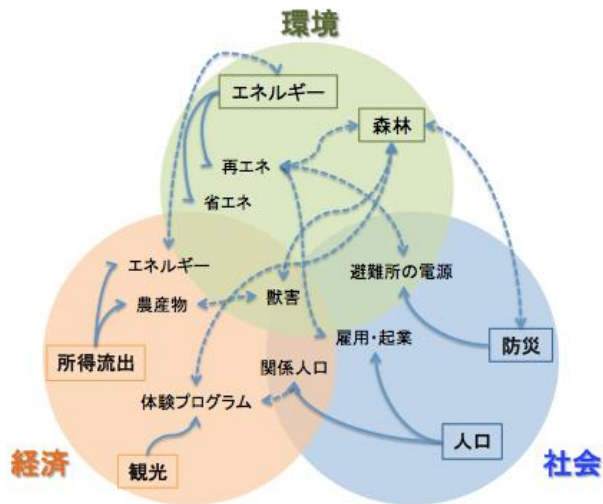 環境
エネルギー
森林
再エネ
省エネ
エネルギー
避難所の電源
農産物
獣害
雇用・起業
防災
所得流出
関係人口
体験プログラム
人口
経済
観光
社会